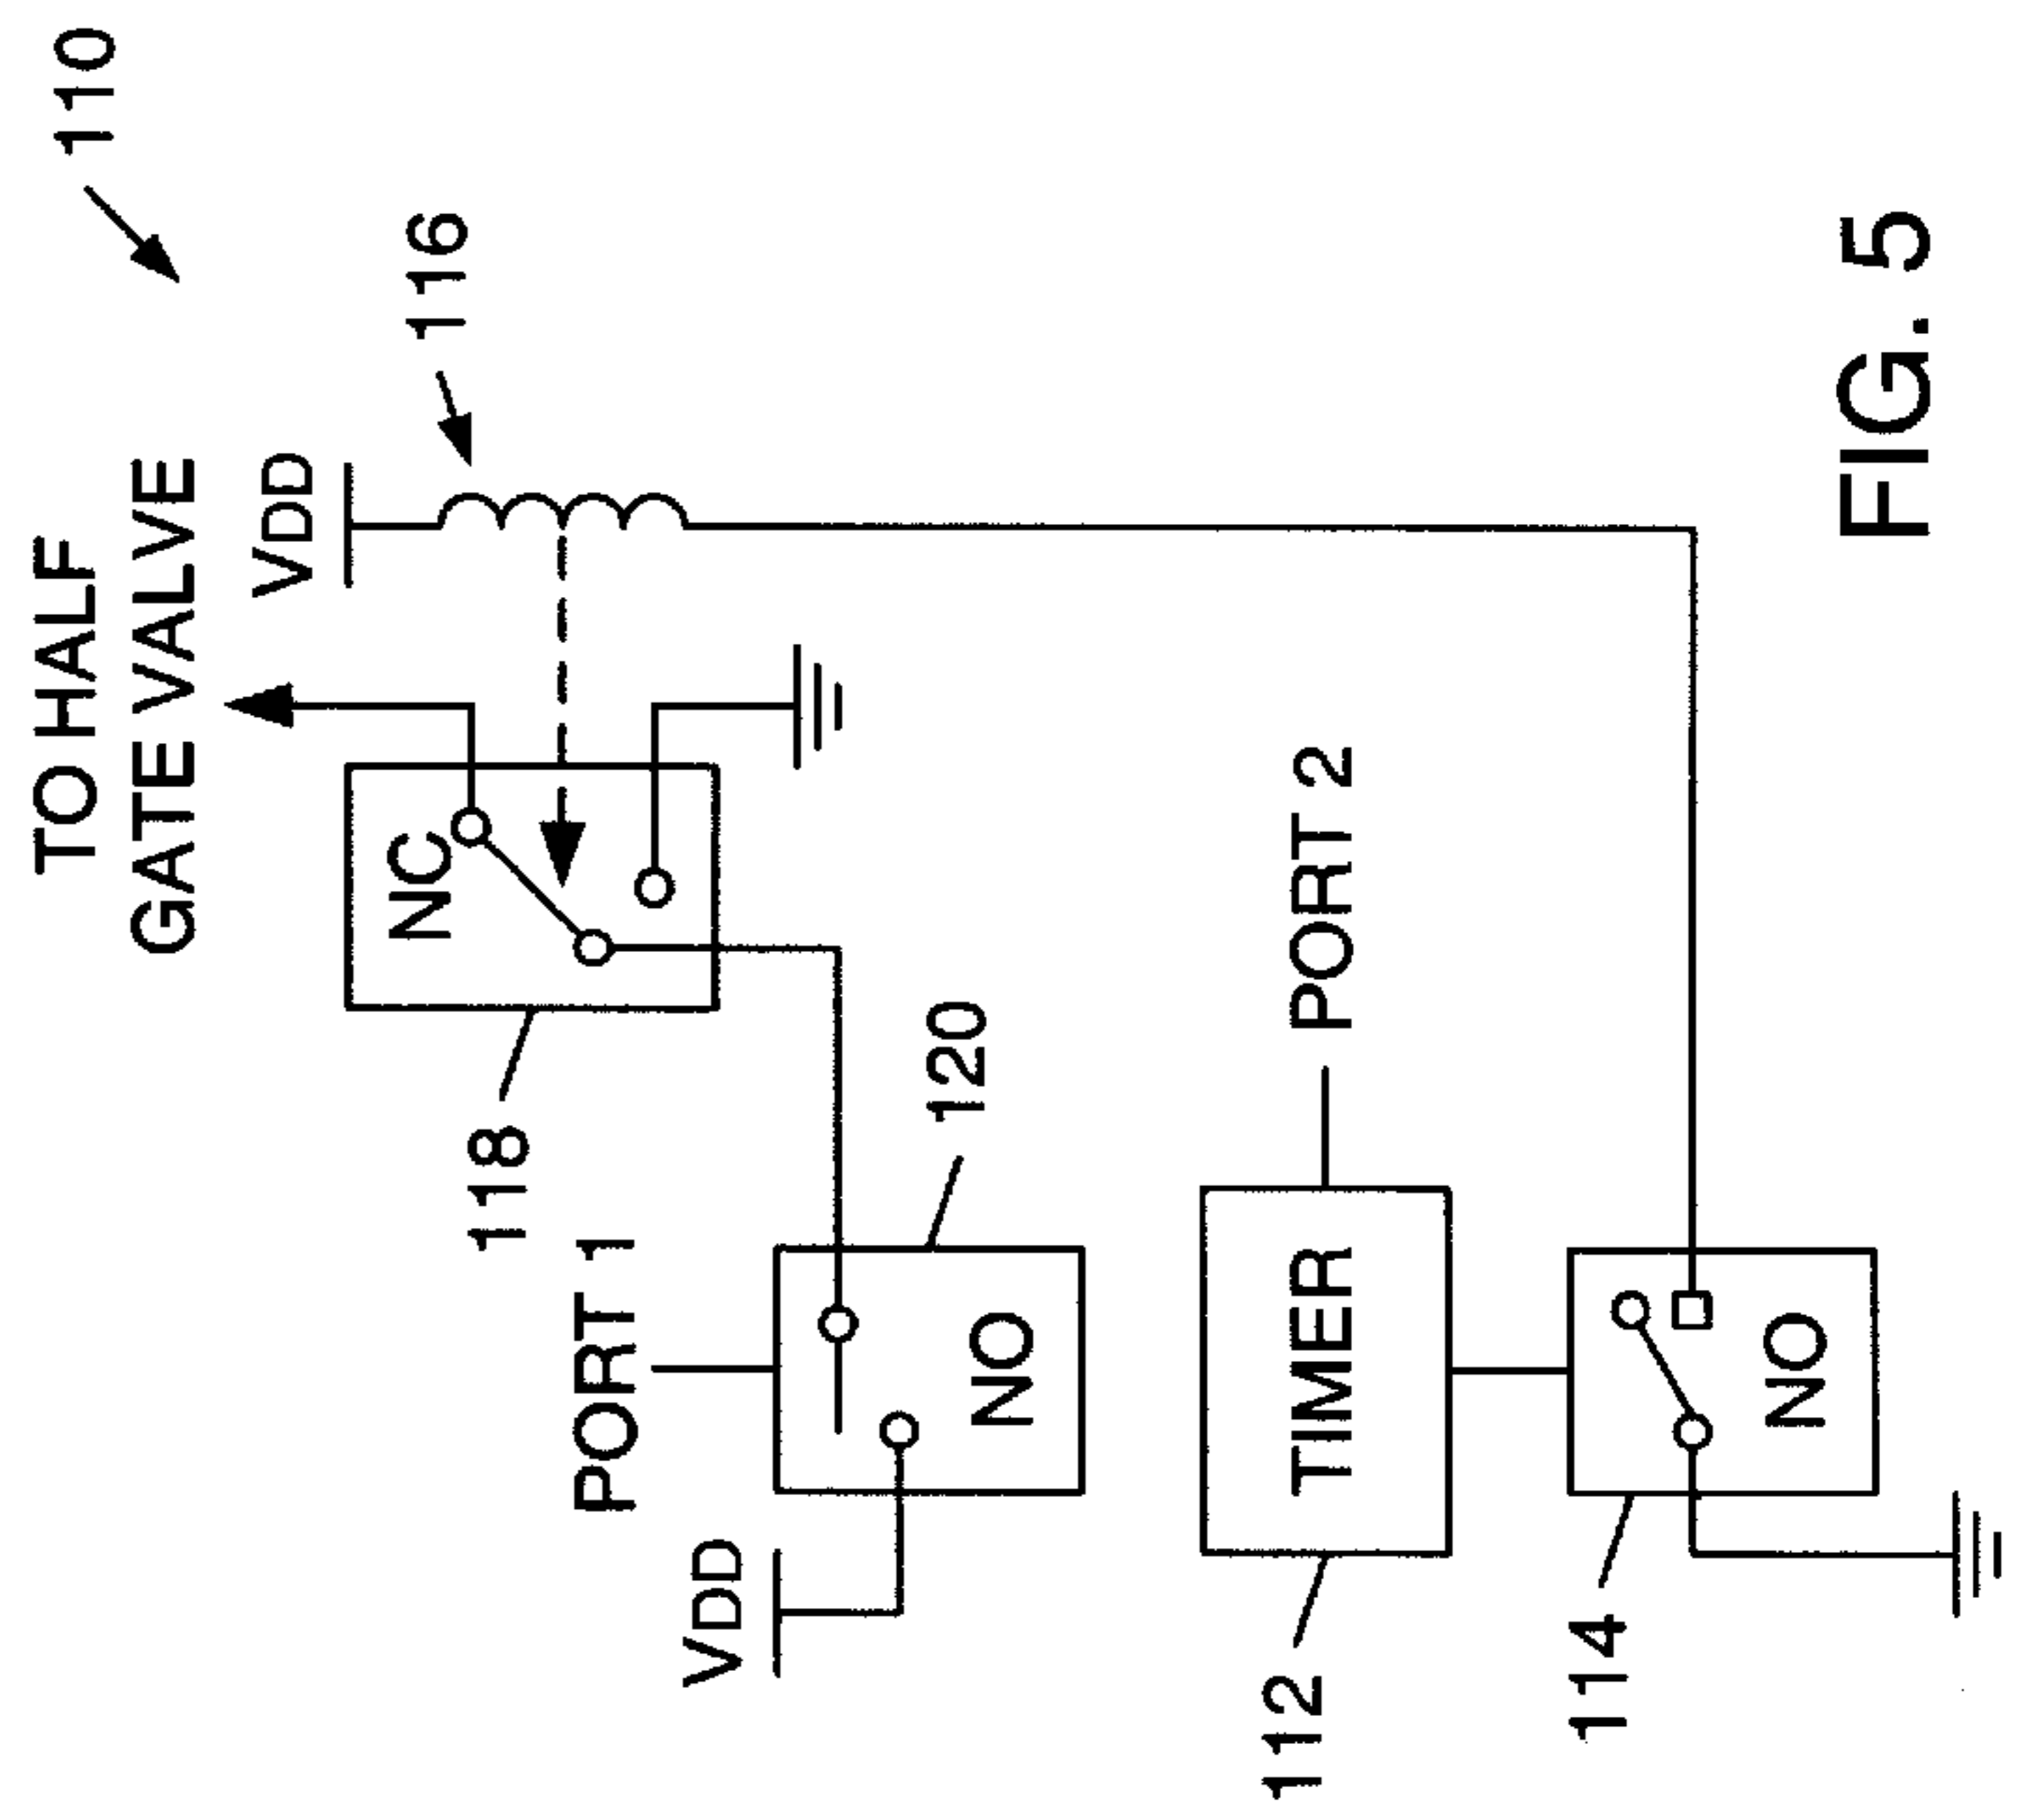 110
TO HALF
GATE VALVE
VDD
116
NC
118
PORT 1
120
VDD
NO
PORT 2
TIMER
112
114
NO
FIG. 5